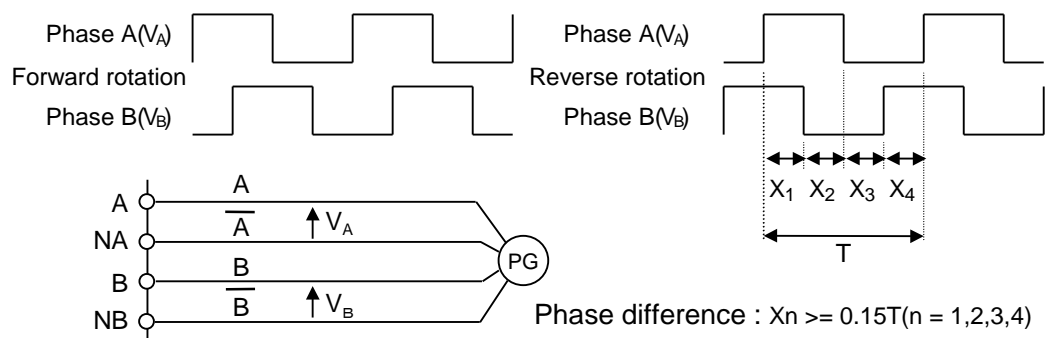 Phase A(VA)
Forward rotation
Phase B(VB)
Phase A(VA)
Reverse rotation
Phase B(VB)
X1 X2 X3 X4
T
A
A
A̅
VA
NA
B
B
B̅
VB
NB
PG
Phase difference : Xn >= 0.15T(n = 1,2,3,4)